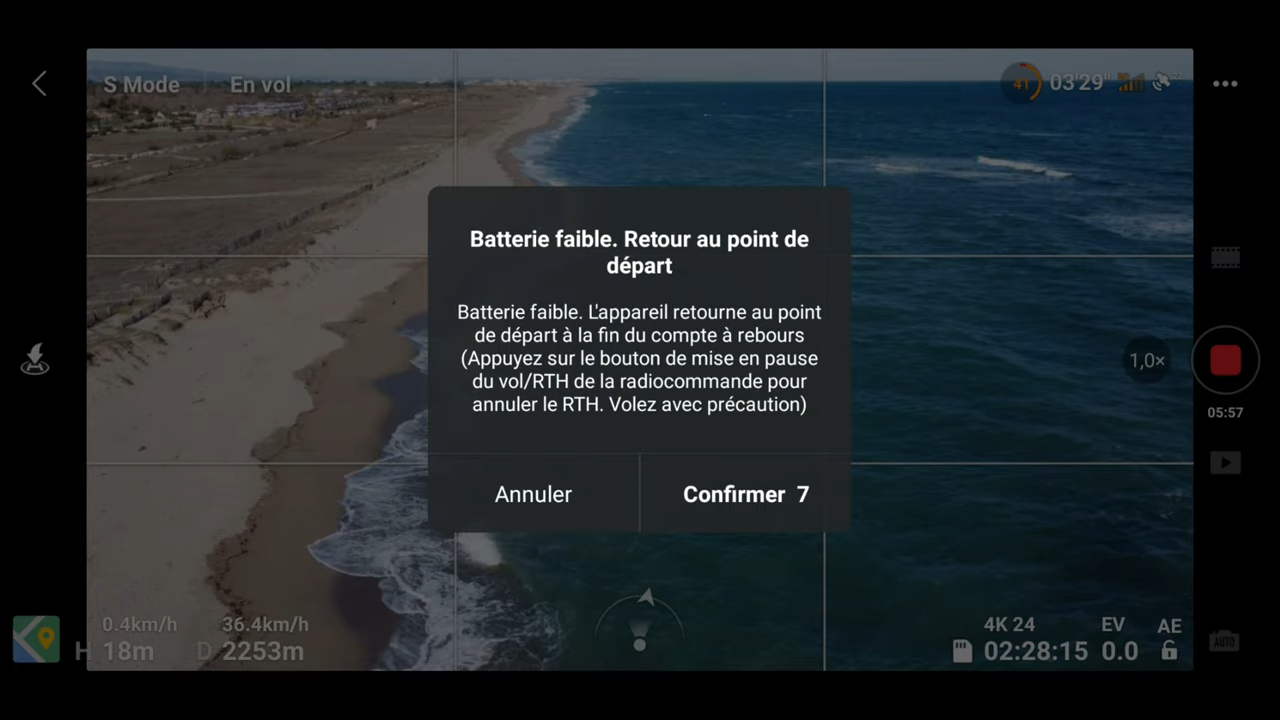 S Mode
En vol
41
03'29"
Batterie faible. Retour au point de
départ
Batterie faible. L'appareil retourne au point
de départ à la fin du compte à rebours
(Appuyez sur le bouton de mise en pause
du vol/RTH de la radiocommande pour
annuler le RTH. Volez avec précaution)
Annuler
Confirmer 7
1,0×
05:57
0.4km/h
36.4km/h
H 18m
D 2253m
4K 24
EV
AE
02:28:15
0.0
AUTO